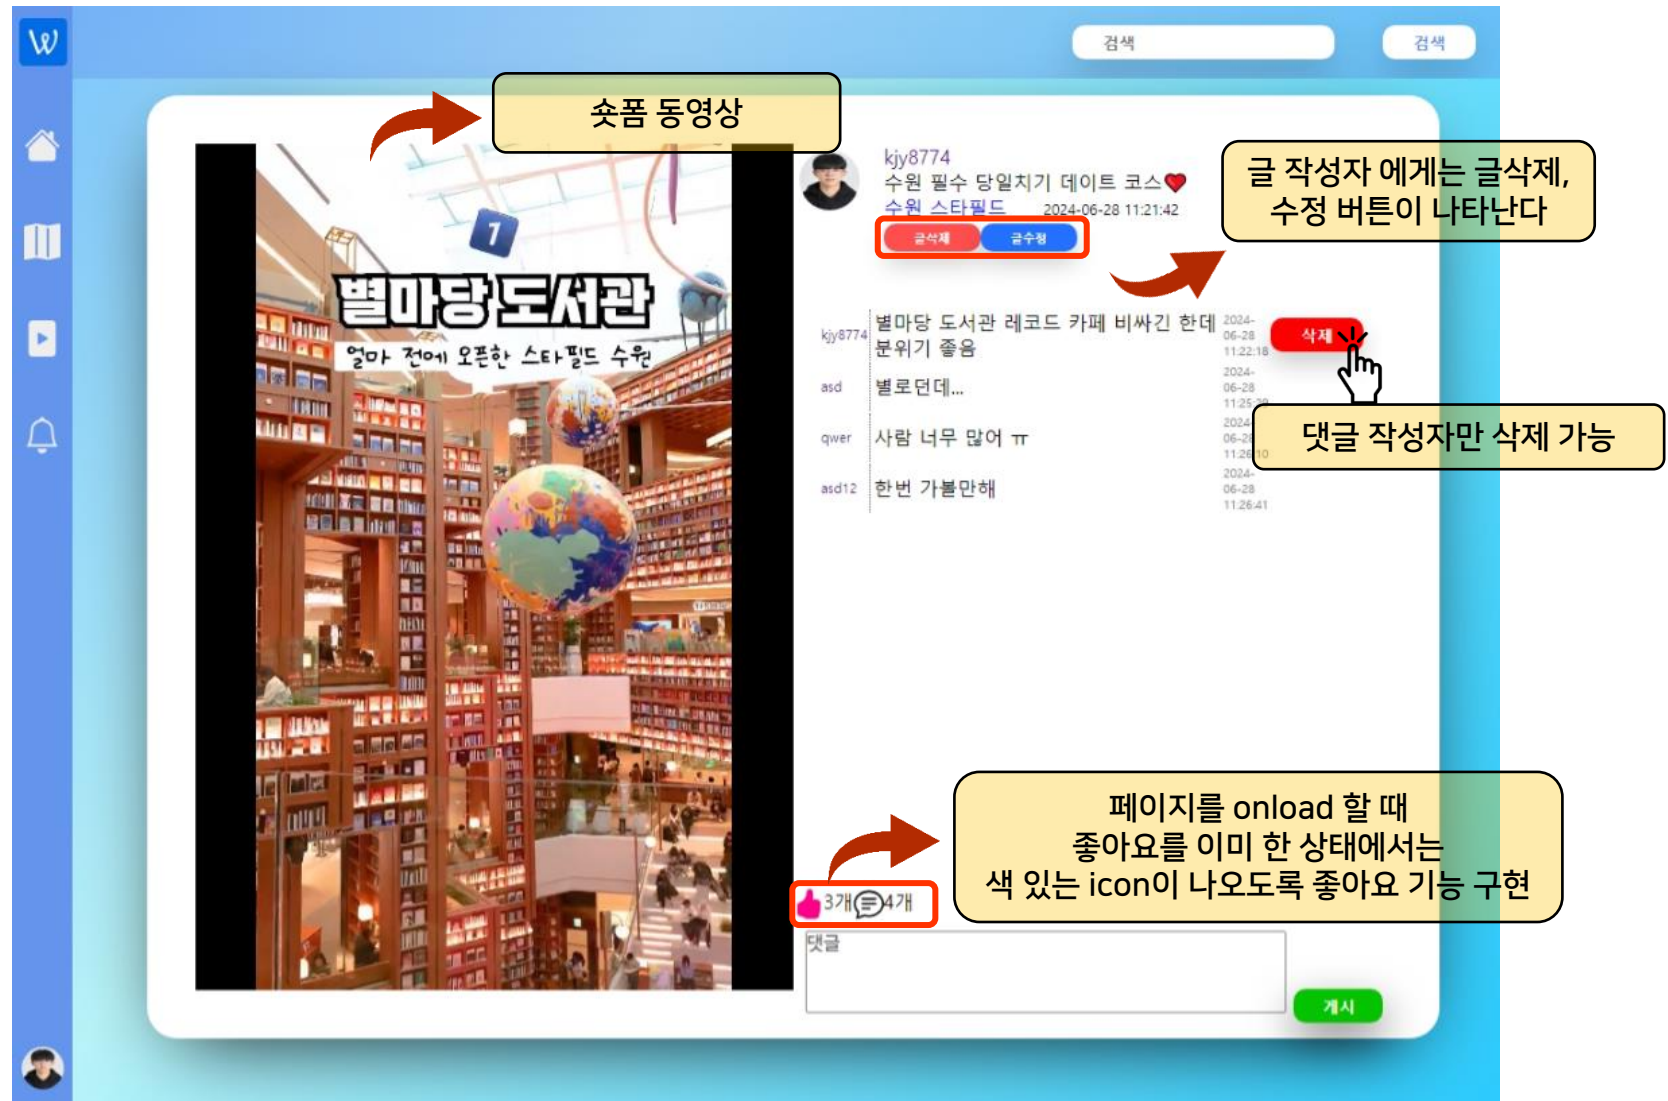 W
검색
검색
숏폼 동영상
1
별마당 도서관
얼마 전에 오픈한 스타필드 수원
kjy8774
수원 필수 당일치기 데이트 코스❤
수원 스타필드 2024-06-28 11:21:42
글삭제 글수정
글 작성자 에게는 글삭제,
수정 버튼이 나타난다
kjy8774
별마당 도서관 레코드 카페 비싸긴 한데
분위기 좋음
2024-
06-28
11:22:18
삭제
asd
별로던데...
2024-
06-28
댓글 작성자만 삭제 가능
qwer
사람 너무 많어 ㅠ
asd12
한번 가볼만해
2024-
06-28
11:26:41
페이지를 onload 할 때
좋아요를 이미 한 상태에서는
색 있는 icon이 나오도록 좋아요 기능 구현
3개 4개
댓글
게시